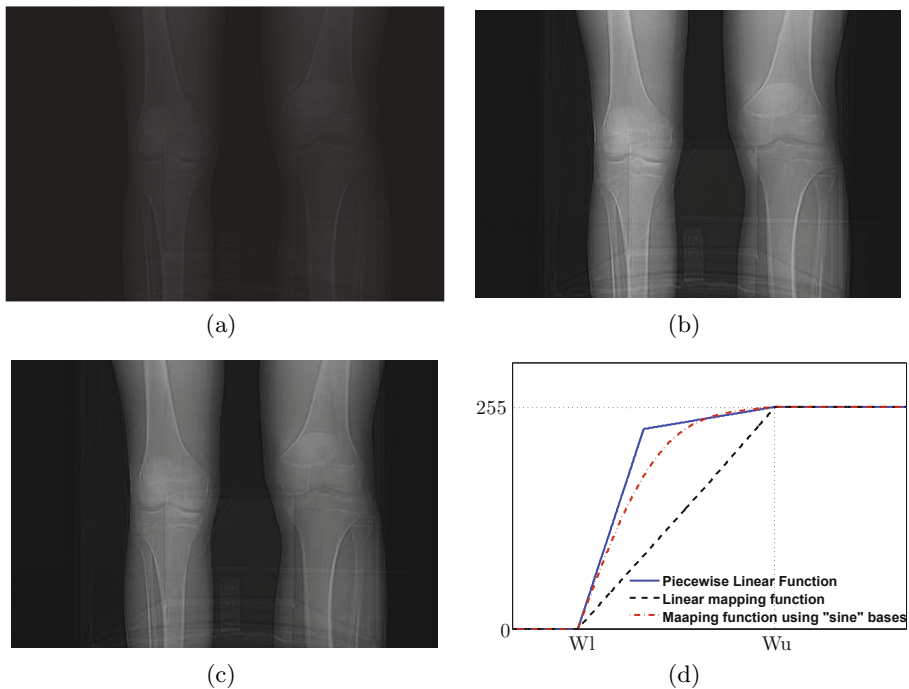 (a)
(b)
(c)
255
Piecewise Linear Function
Linear mapping function
Maaping function using "sine" bases
0
Wl
Wu
(d)